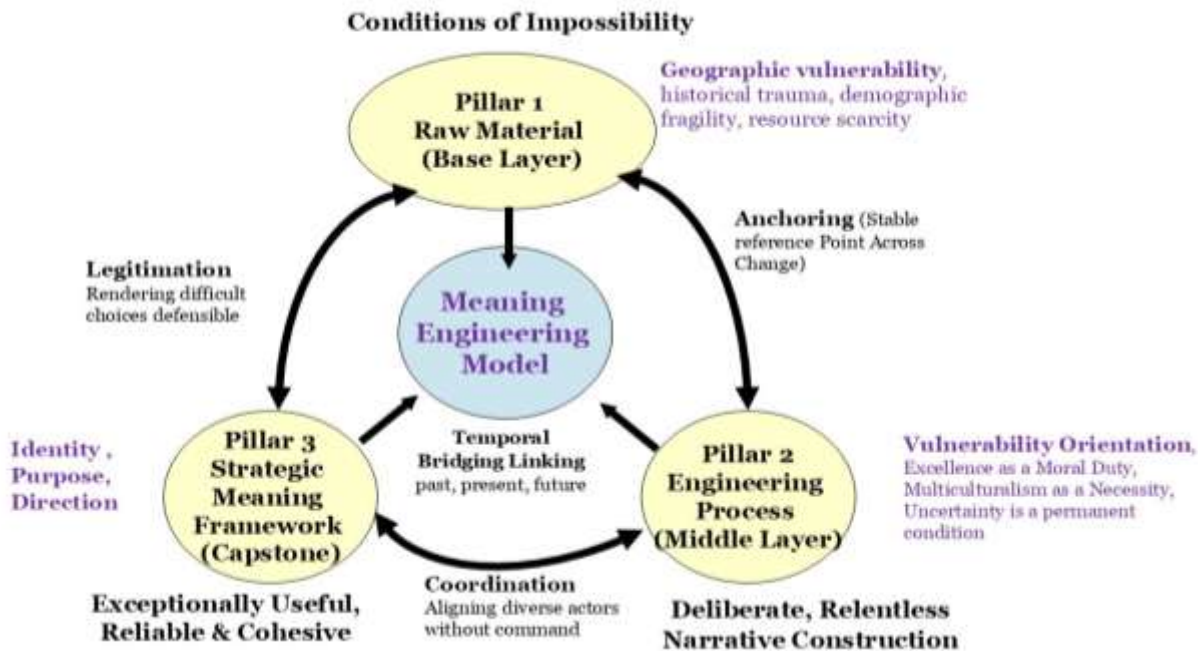 Conditions of Impossibility
Geographic vulnerability,
historical trauma, demographic
fragility, resource scarcity
Pillar 1
Raw Material
(Base Layer)
Anchoring (Stable
reference Point Across
Change)
Legitimation
Rendering difficult
choices defensible
Meaning
Engineering
Model
Temporal
Bridging Linking
past, present, future
Identity ,
Purpose,
Direction
Pillar 3
Strategic
Meaning
Framework
(Capstone)
Pillar 2
Engineering
Process
(Middle Layer)
Vulnerability Orientation,
Excellence as a Moral Duty,
Multiculturalism as a Necessity,
Uncertainty is a permanent
condition
Coordination
Aligning diverse actors
without command
Exceptionally Useful,
Reliable & Cohesive
Deliberate, Relentless
Narrative Construction